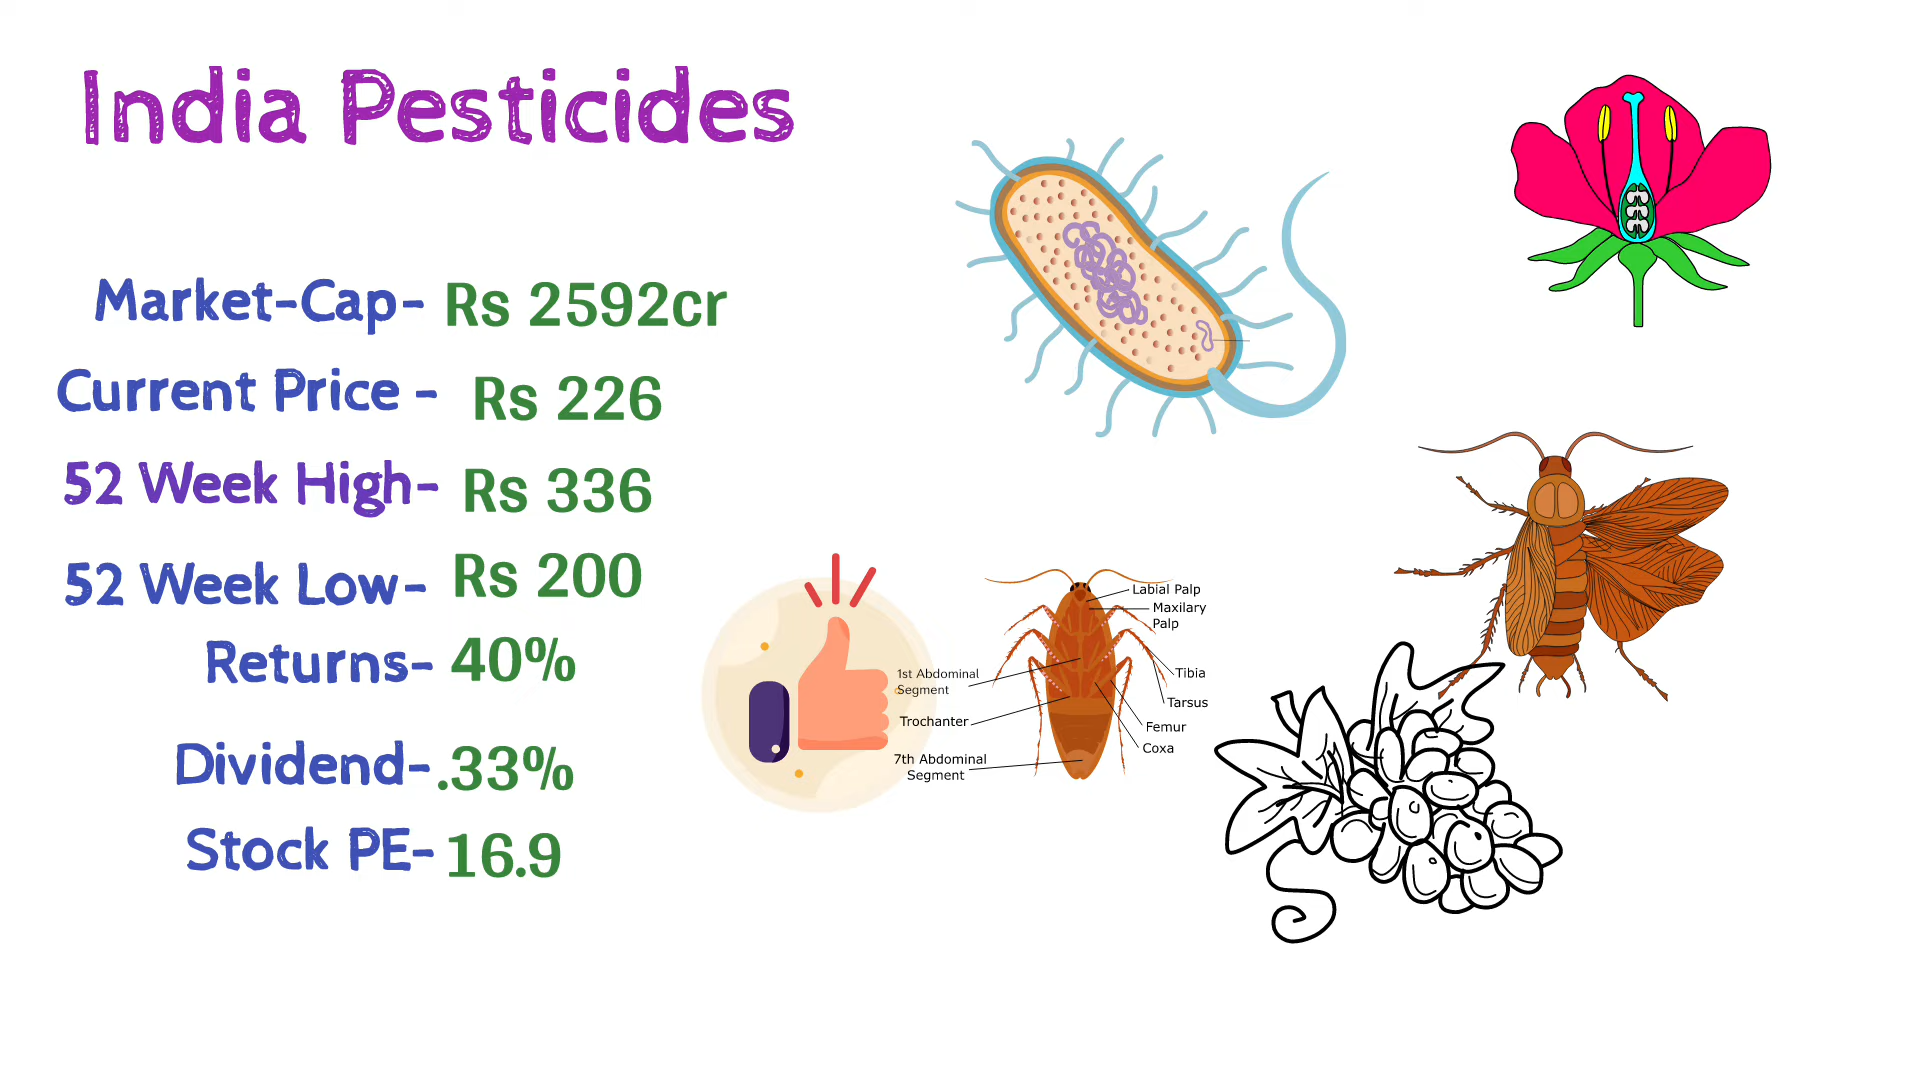 India Pesticides
Market-Cap- Rs 2592cr
Current Price - Rs 226
52 Week High- Rs 336
52 Week Low- Rs 200
Returns- 40%
Dividend- .33%
Stock PE- 16.9
Labial Palp
Maxilary
Palp
1st Abdominal
Segment
Tibia
Tarsus
Trochanter
Femur
Coxa
7th Abdominal
Segment